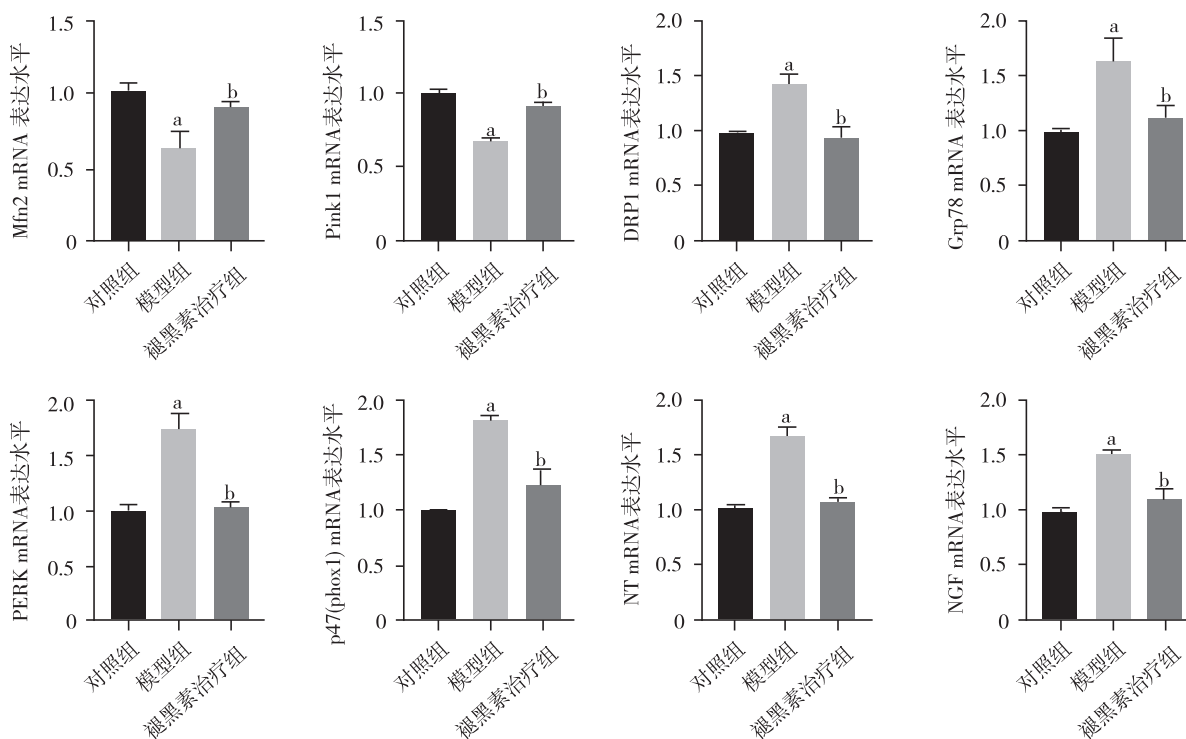 Mfn2 mRNA 表达水平
1.5
1.0
0.5
0
a
b
对照组
模型组
褪黑素治疗组
Pink1 mRNA表达水平
1.5
1.0
0.5
0
a
b
对照组
模型组
褪黑素治疗组
DRP1 mRNA表达水平
2.0
1.5
1.0
0.5
0
a
b
对照组
模型组
褪黑素治疗组
Grp78 mRNA 表达水平
2.0
1.5
1.0
0.5
0
a
b
对照组
模型组
褪黑素治疗组
PERK mRNA表达水平
2.0
1.5
1.0
0.5
0
a
b
对照组
模型组
褪黑素治疗组
p47(phox1) mRNA表达水平
2.0
1.5
1.0
0.5
0
a
b
对照组
模型组
褪黑素治疗组
NT mRNA表达水平
2.0
1.5
1.0
0.5
0
a
b
对照组
模型组
褪黑素治疗组
NGF mRNA表达水平
2.0
1.5
1.0
0.5
0
a
b
对照组
模型组
褪黑素治疗组